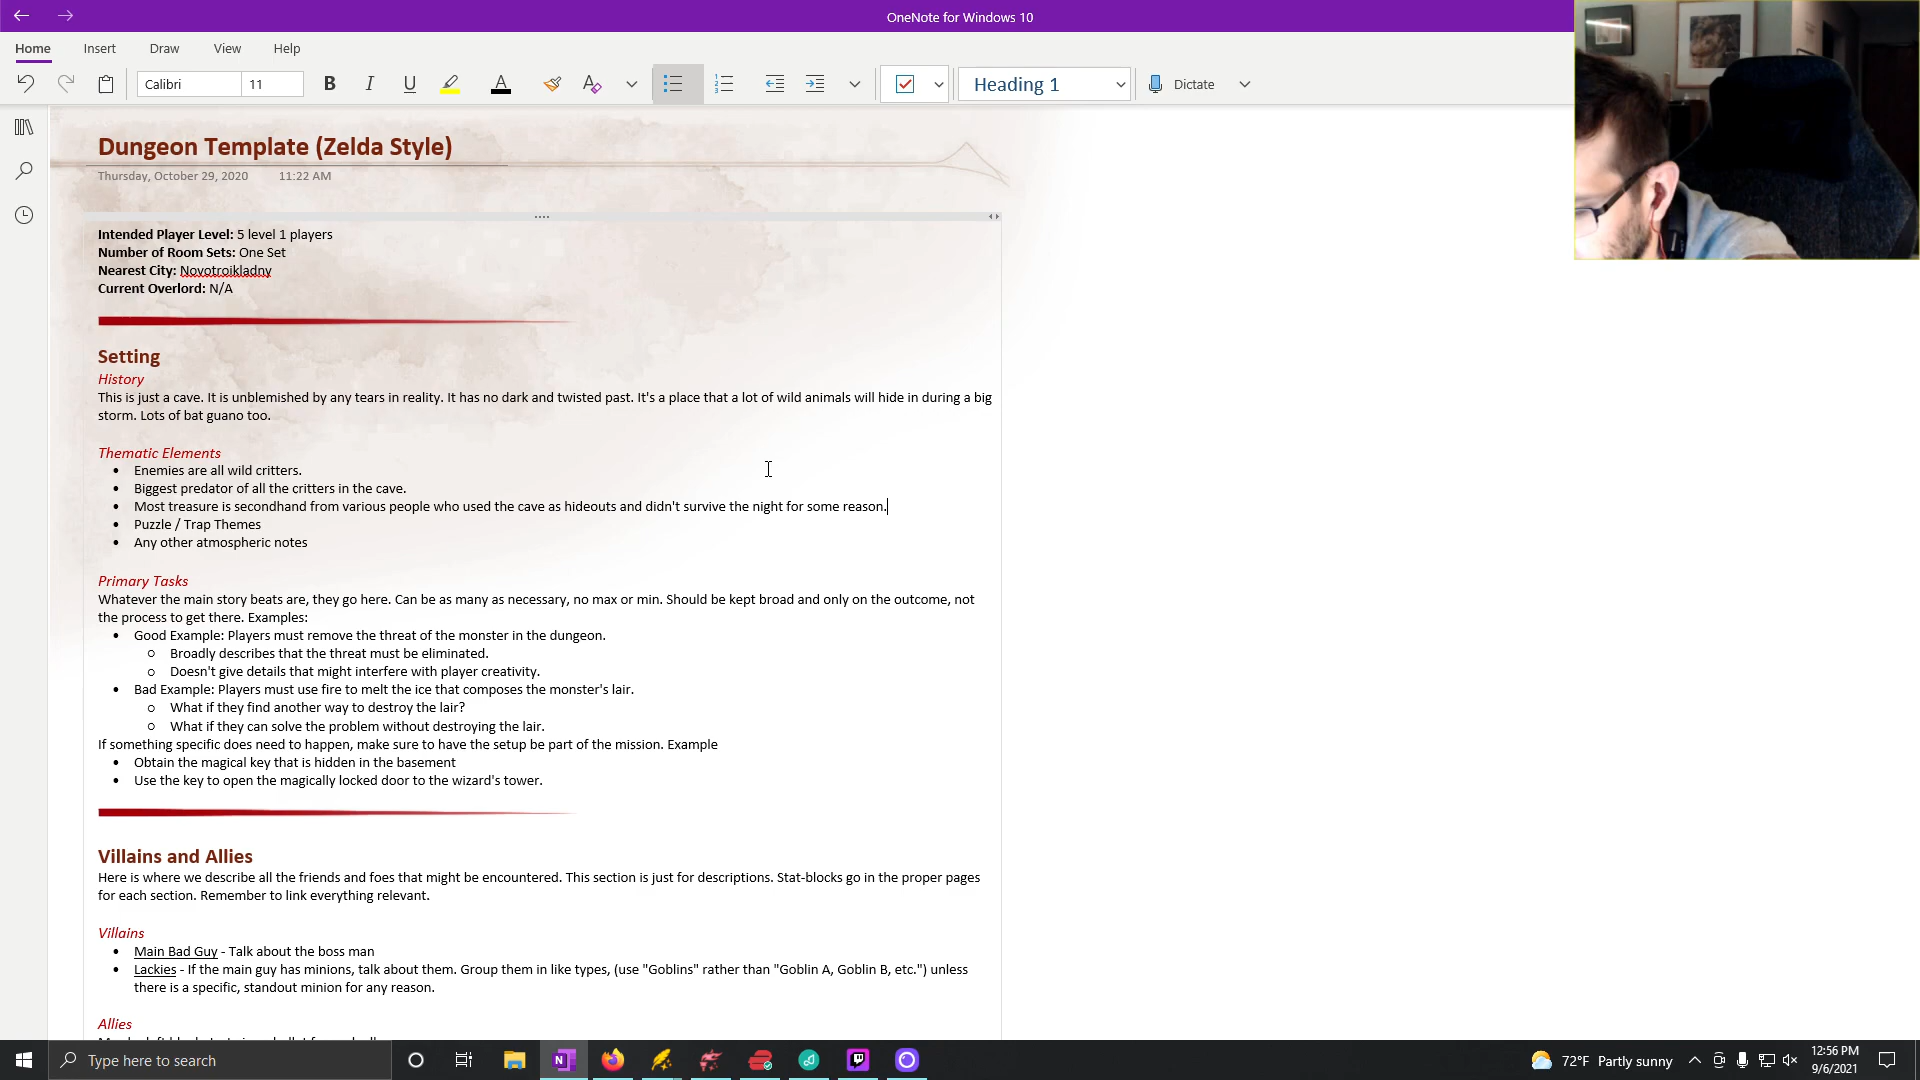 OneNote for Windows 10
Home Insert Draw View Help
Calibri 11 B I U A A Heading 1 Dictate
Dungeon Template (Zelda Style)
Thursday, October 29, 2020 11:22 AM
Intended Player Level: 5 level 1 players
Number of Room Sets: One Set
Nearest City: Novotroikladny
Current Overlord: N/A
Setting
History
This is just a cave. It is unblemished by any tears in reality. It has no dark and twisted past. It's a place that a lot of wild animals will hide in during a big
storm. Lots of bat guano too.
Thematic Elements
• Enemies are all wild critters.
• Biggest predator of all the critters in the cave.
• Most treasure is secondhand from various people who used the cave as hideouts and didn't survive the night for some reason.
• Puzzle / Trap Themes
• Any other atmospheric notes
Primary Tasks
Whatever the main story beats are, they go here. Can be as many as necessary, no max or min. Should be kept broad and only on the outcome, not
the process to get there. Examples:
• Good Example: Players must remove the threat of the monster in the dungeon.
○ Broadly describes that the threat must be eliminated.
○ Doesn't give details that might interfere with player creativity.
• Bad Example: Players must use fire to melt the ice that composes the monster's lair.
○ What if they find another way to destroy the lair?
○ What if they can solve the problem without destroying the lair.
If something specific does need to happen, make sure to have the setup be part of the mission. Example
• Obtain the magical key that is hidden in the basement
• Use the key to open the magically locked door to the wizard's tower.
Villains and Allies
Here is where we describe all the friends and foes that might be encountered. This section is just for descriptions. Stat-blocks go in the proper pages
for each section. Remember to link everything relevant.
Villains
• Main Bad Guy - Talk about the boss man
• Lackies - If the main guy has minions, talk about them. Group them in like types, (use "Goblins" rather than "Goblin A, Goblin B, etc.") unless
there is a specific, standout minion for any reason.
Allies
Type here to search
72°F Partly sunny
12:56 PM
9/6/2021